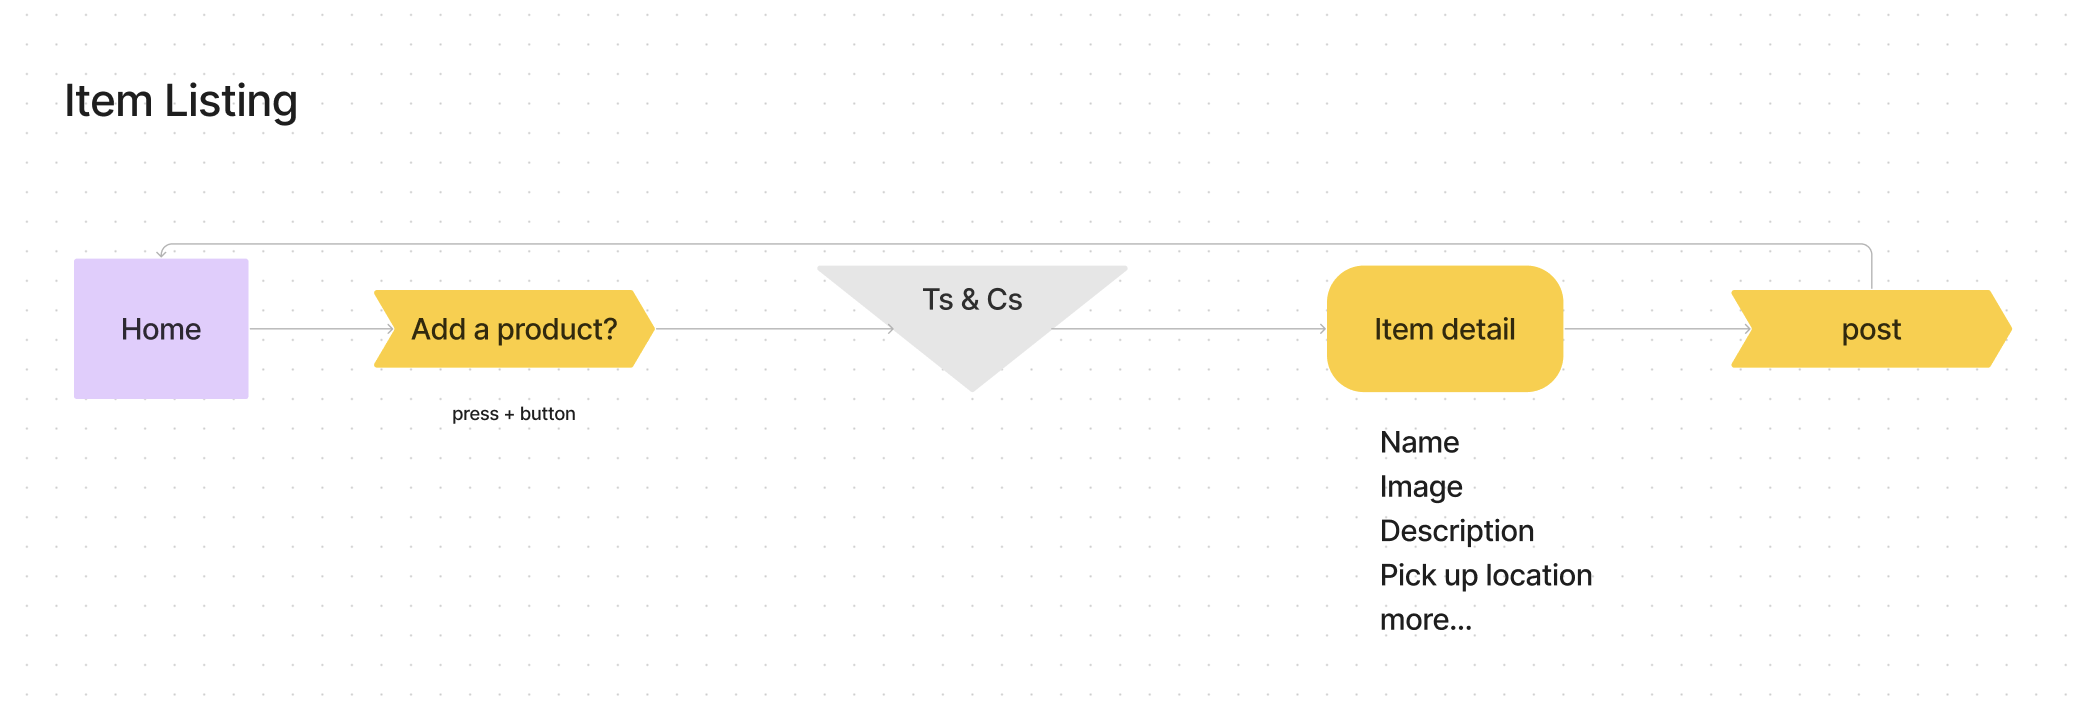 Item Listing
Home
Add a product?
Ts & Cs
Item detail
post
press + button
Name
Image
Description
Pick up location
more...